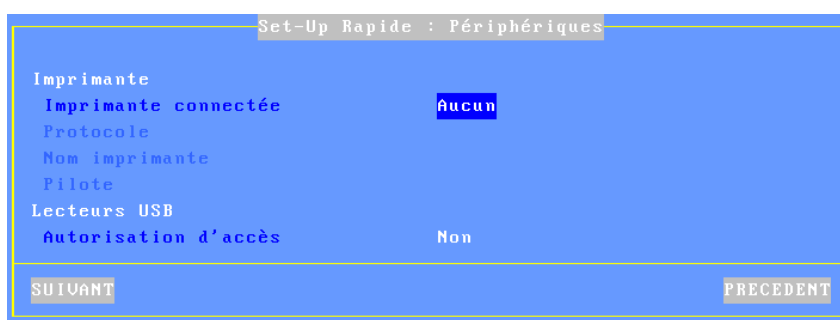 Set-Up Rapide : Périphériques
Imprimante
Imprimante connectée Aucun
Protocole
Nom imprimante
Pilote
Lecteurs USB
Autorisation d'accès Non
SUIVANT PRECEDENT